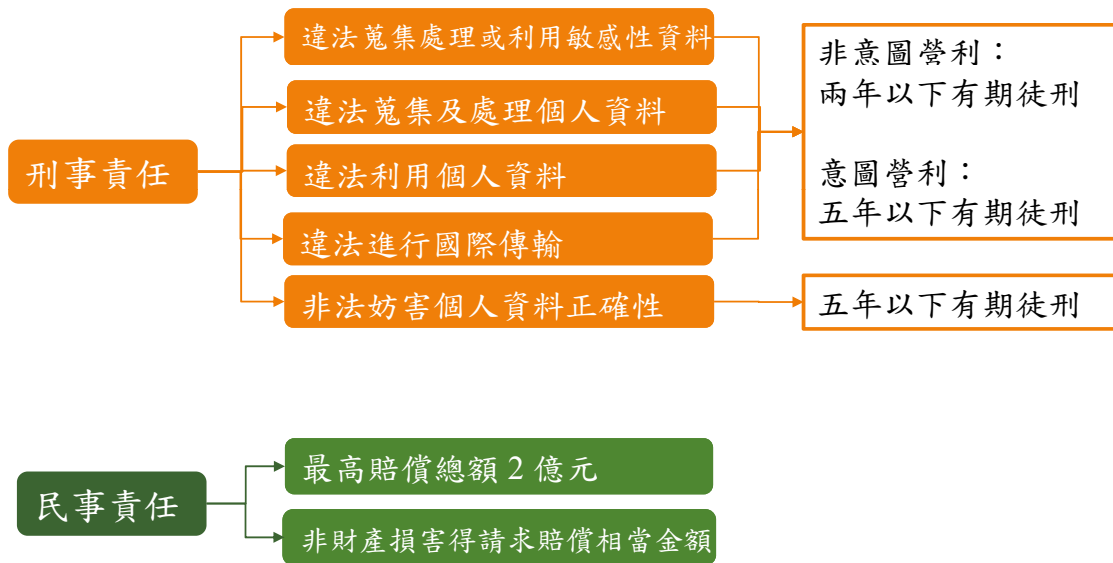 違法蒐集處理或利用敏感性資料
違法蒐集及處理個人資料
刑事責任
違法利用個人資料
違法進行國際傳輸
非法妨害個人資料正確性
非意圖營利：
兩年以下有期徒刑
意圖營利：
五年以下有期徒刑
五年以下有期徒刑
民事責任
最高賠償總額2億元
非財產損害得請求賠償相當金額